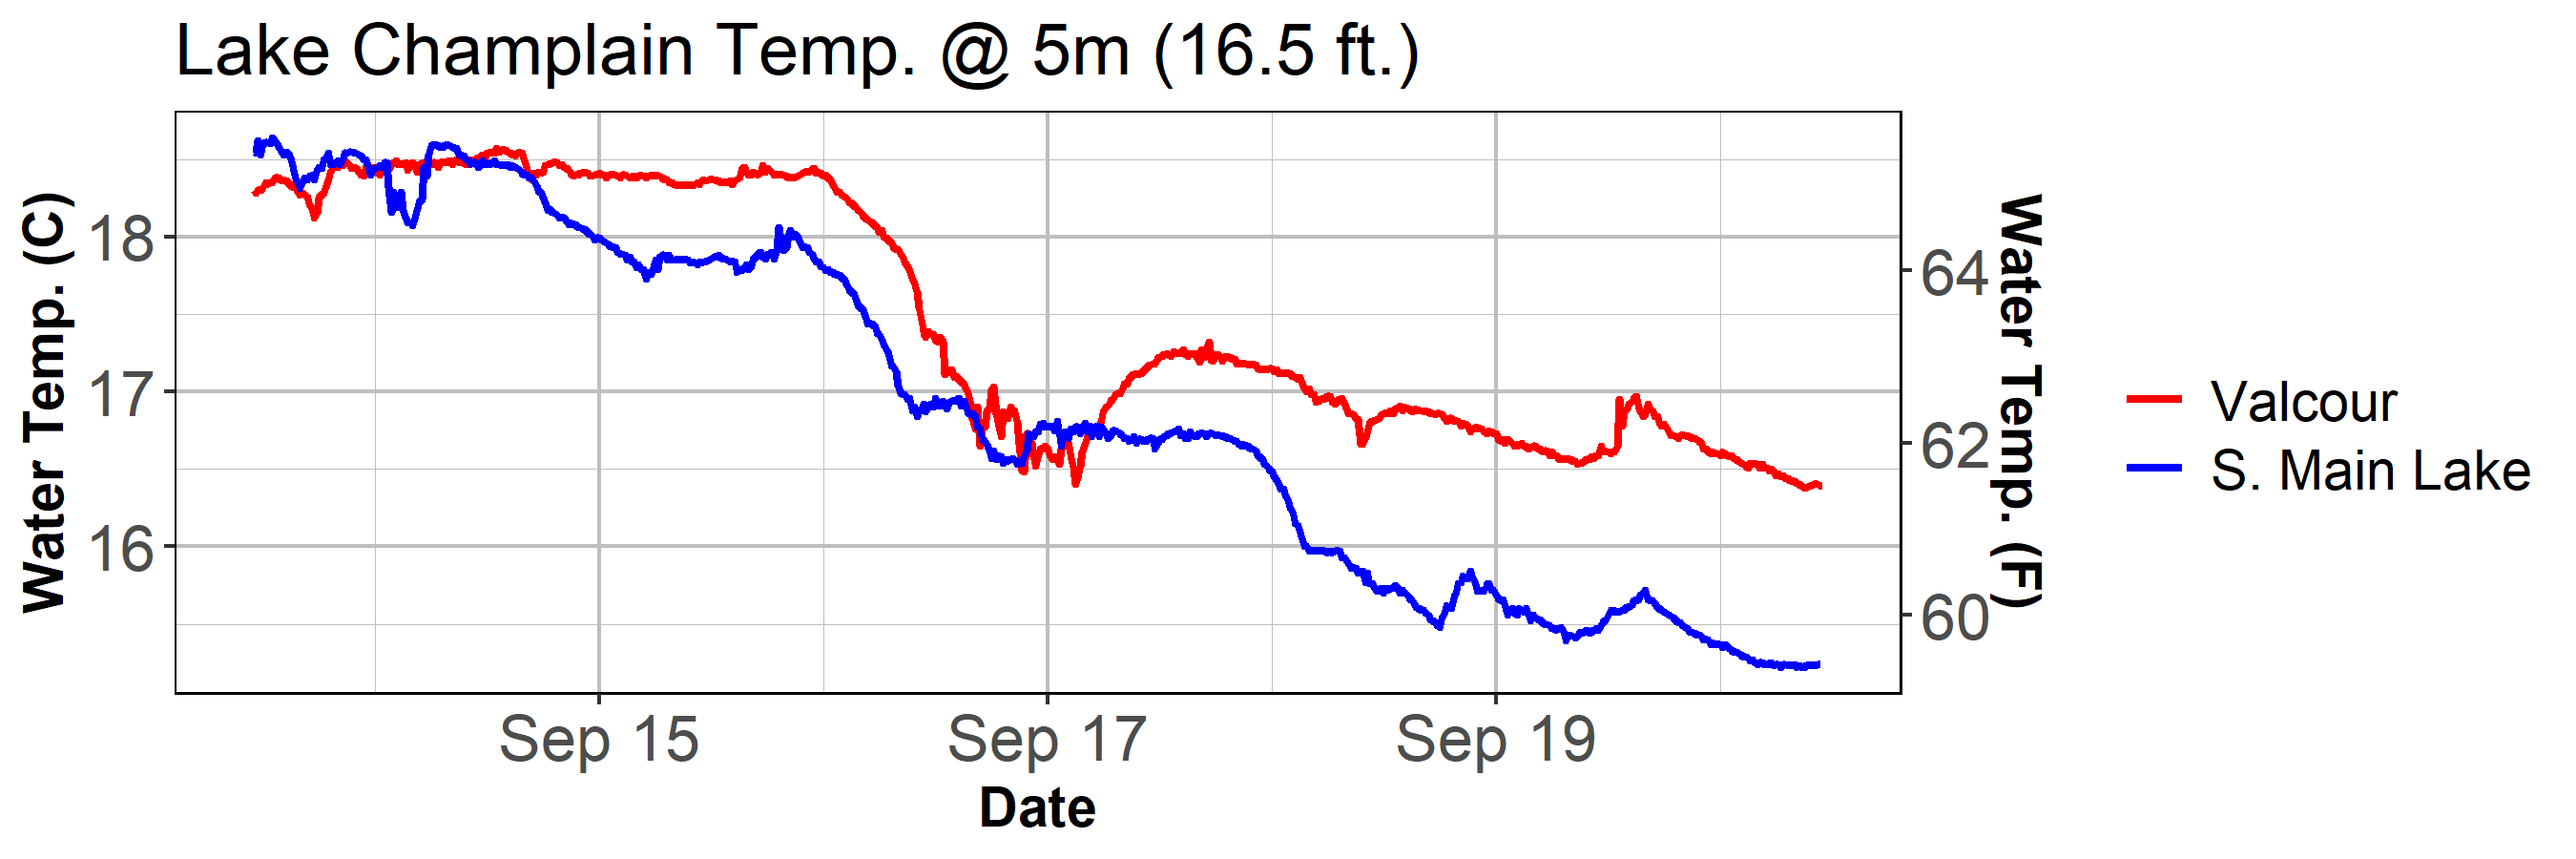 Lake Champlain Temp. @ 5m (16.5 ft.)
Water Temp. (C)
18
17
16
Water Temp. (F)
64
62
60
Sep 15
Sep 17
Sep 19
Date
Valcour
S. Main Lake